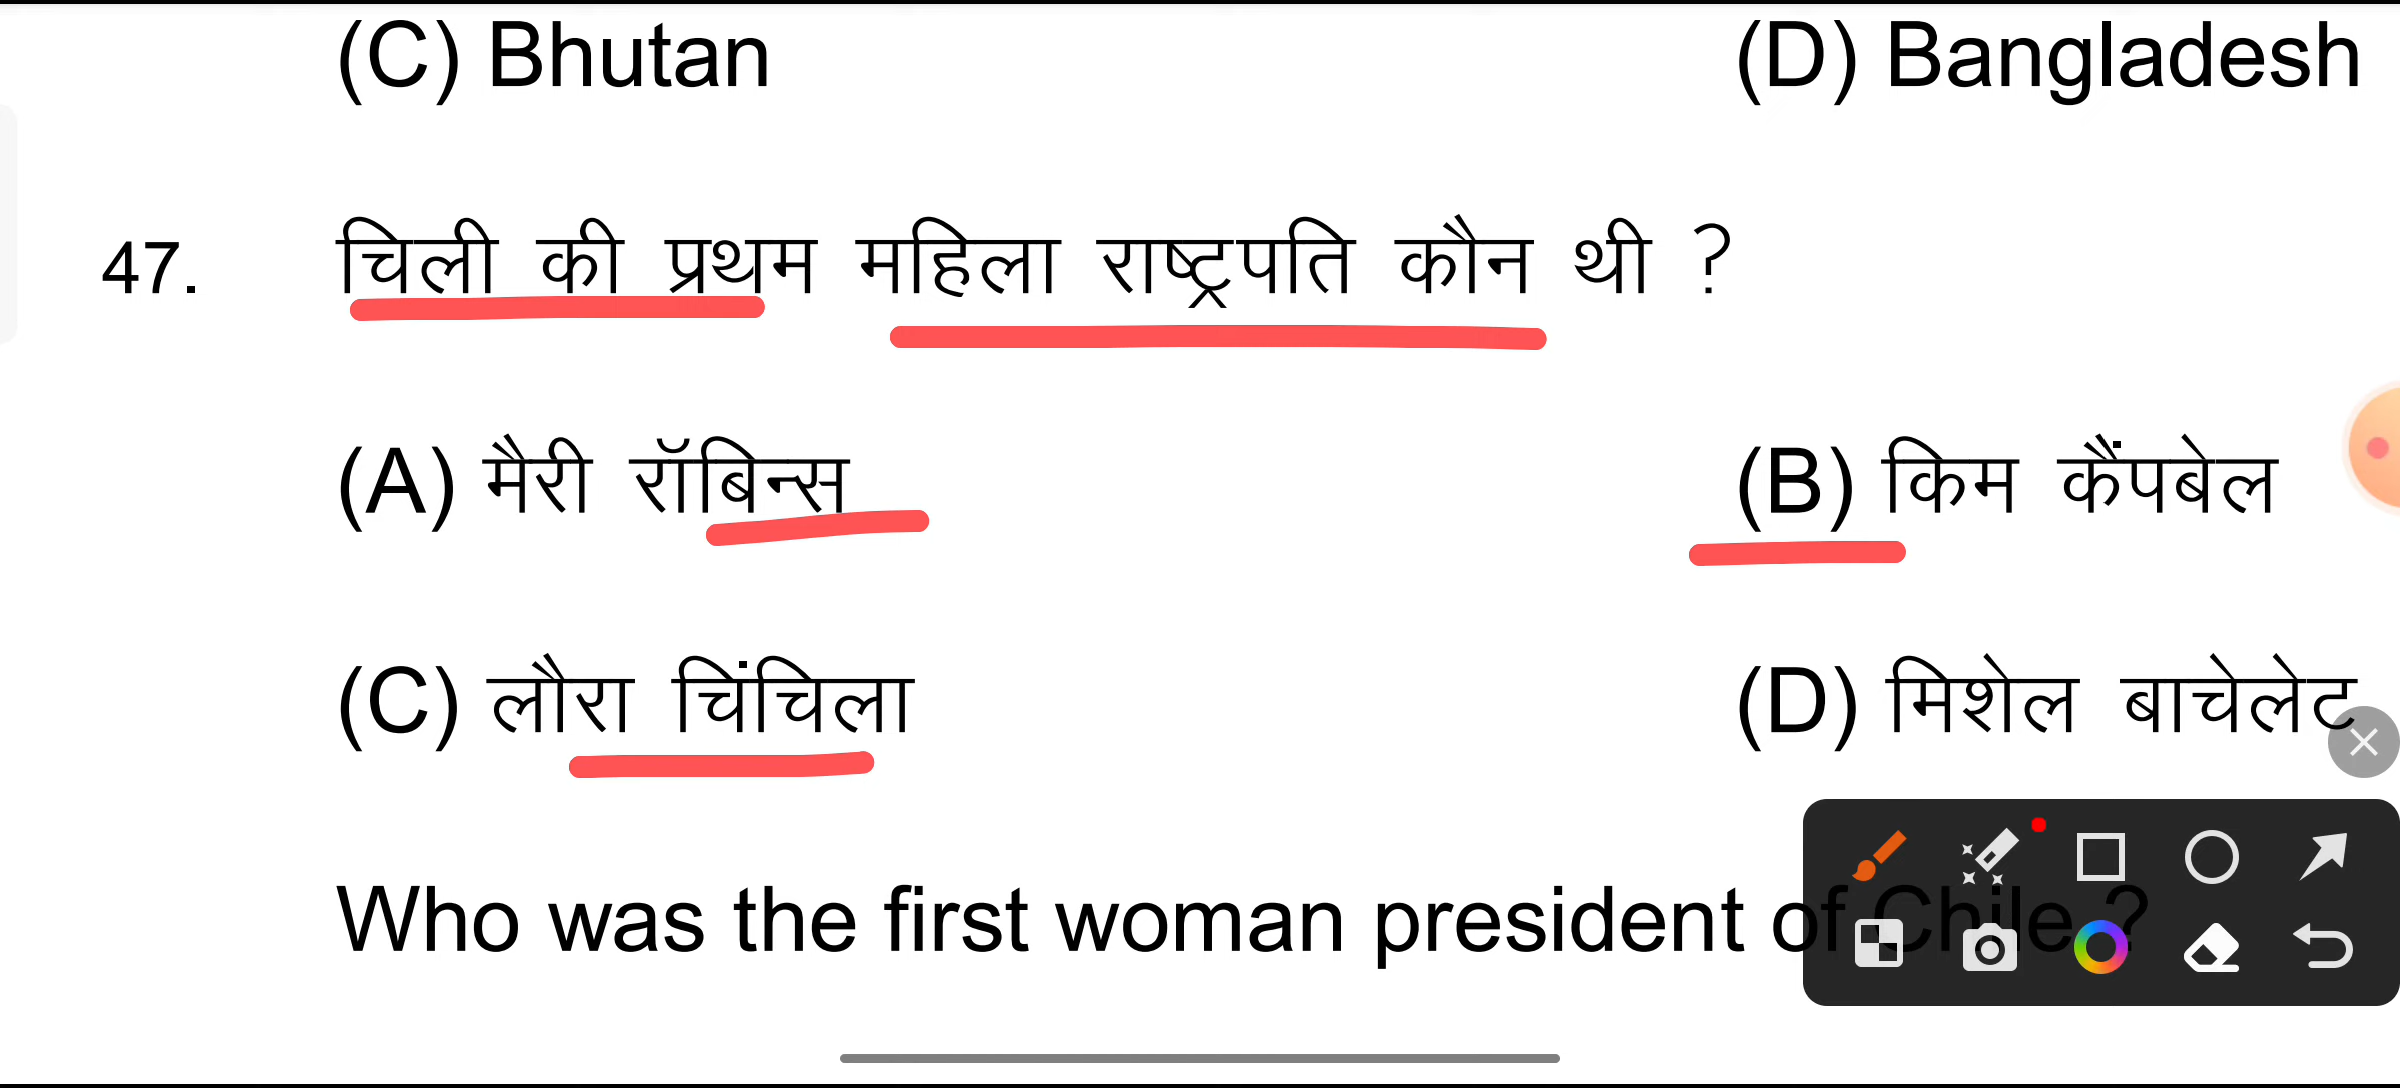 (C) Bhutan (D) Bangladesh
47. चिली की प्रथम महिला राष्ट्रपति कौन थी ?
(A) मैरी रॉबिन्स (B) किम कैंपबेल
(C) लौरा चिंचिला (D) मिशेल बाचेलेट
Who was the first woman president of Chile ?